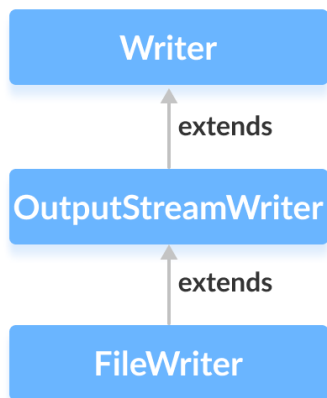 Writer
extends
OutputStreamWriter
extends
FileWriter